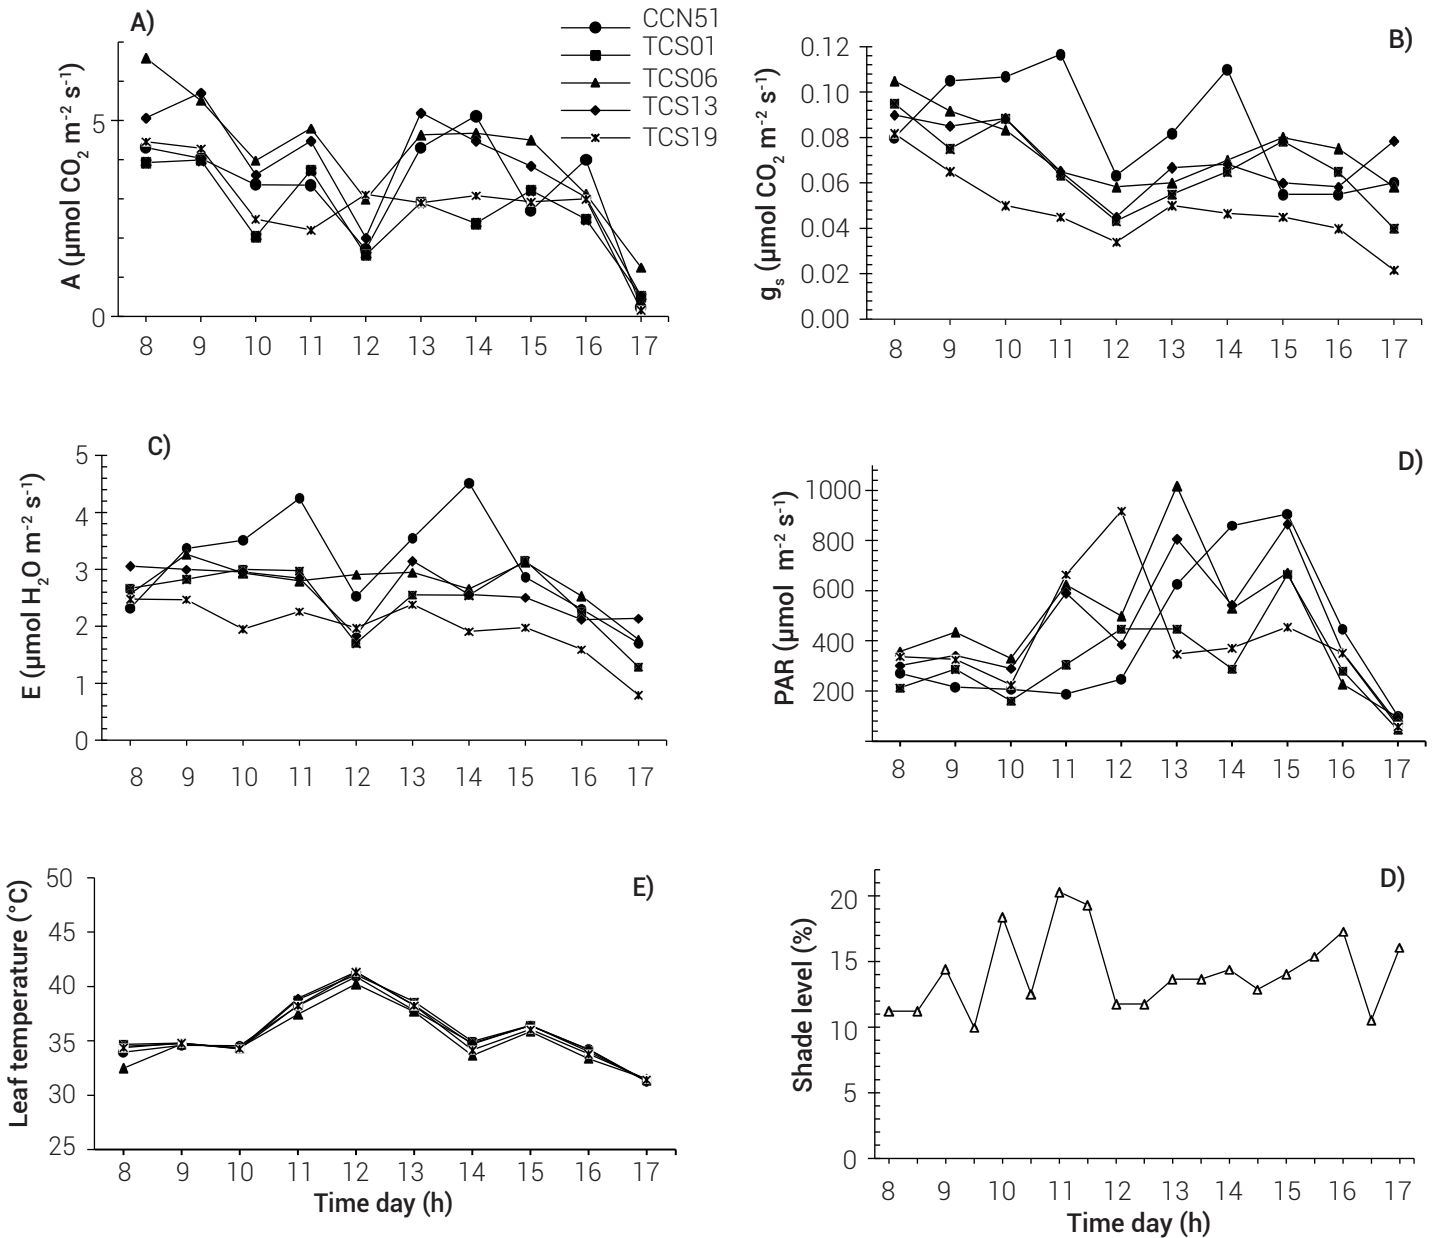 A)
CCN51
TCS01
TCS06
TCS13
TCS19
A (µmol CO2 m-2 s-1)
5
0
8 9 10 11 12 13 14 15 16 17
B)
gs (µmol CO2 m-2 s-1)
0.12
0.10
0.08
0.06
0.04
0.02
0.00
8 9 10 11 12 13 14 15 16 17
C)
E (µmol H2O m-2 s-1)
5
4
3
2
1
0
8 9 10 11 12 13 14 15 16 17
D)
PAR (µmol m-2 s-1)
1000
800
600
400
200
8 9 10 11 12 13 14 15 16 17
E)
Leaf temperature (°C)
50
45
40
35
30
25
8 9 10 11 12 13 14 15 16 17
Time day (h)
D)
Shade level (%)
20
15
10
5
0
8 9 10 11 12 13 14 15 16 17
Time day (h)